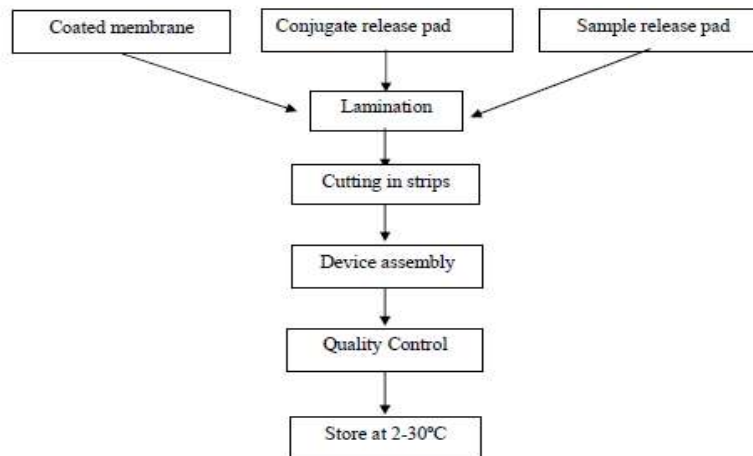 Coated membrane
Conjugate release pad
Sample release pad
Lamination
Cutting in strips
Device assembly
Quality Control
Store at 2-30ºC